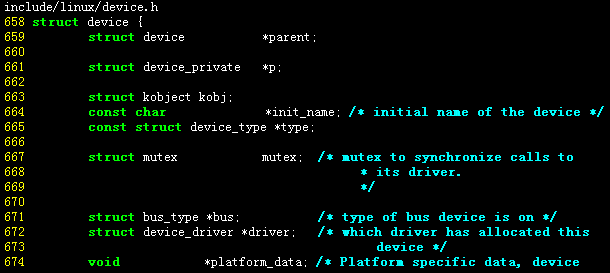 include/linux/device.h
658 struct device {
659         struct device           *parent;
660
661         struct device_private   *p;
662
663         struct kobject kobj;
664         const char              *init_name; /* initial name of the device */
665         const struct device_type *type;
666
667         struct mutex            mutex;  /* mutex to synchronize calls to
668                                          * its driver.
669                                          */
670
671         struct bus_type *bus;           /* type of bus device is on */
672         struct device_driver *driver;   /* which driver has allocated this
673                                            device */
674         void            *platform_data; /* Platform specific data, device